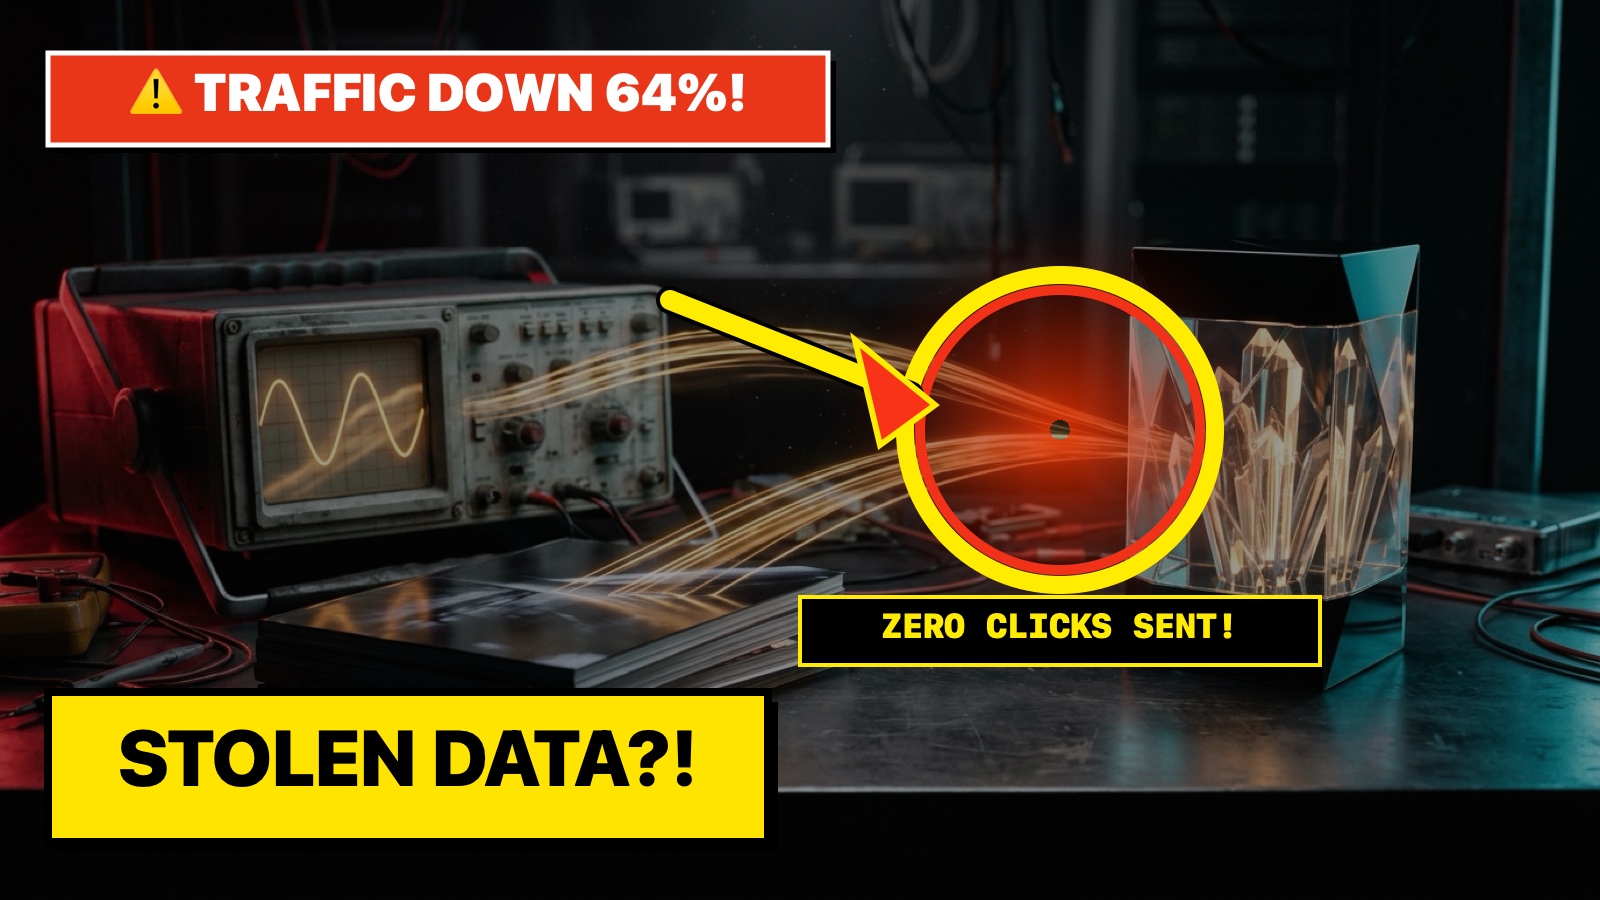 ⚠️ TRAFFIC DOWN 64%!
ZERO CLICKS SENT!
STOLEN DATA?!